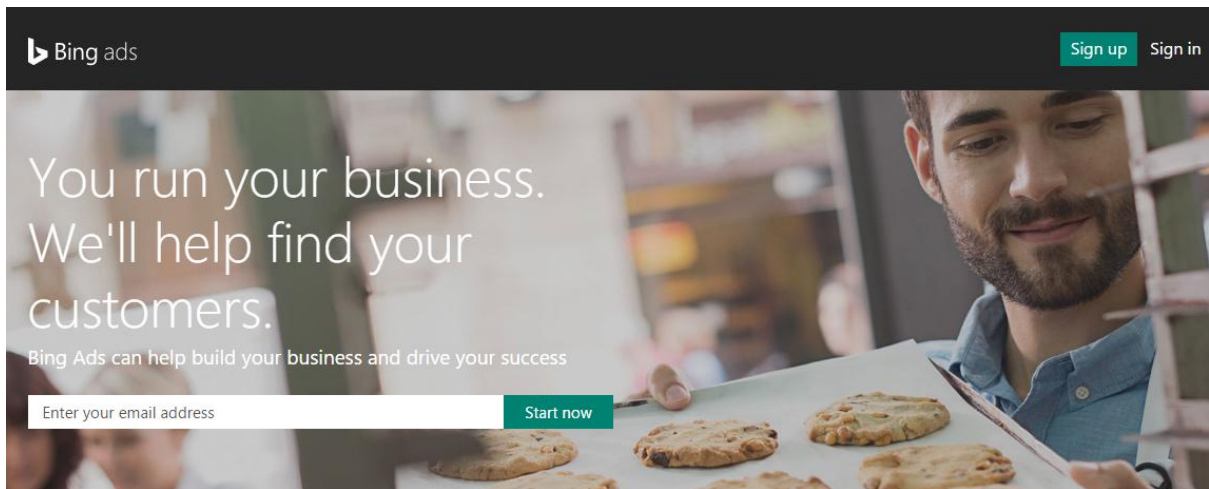 Bing ads
Sign up
Sign in
You run your business.
We'll help find your
customers.
Bing Ads can help build your business and drive your success
Enter your email address
Start now